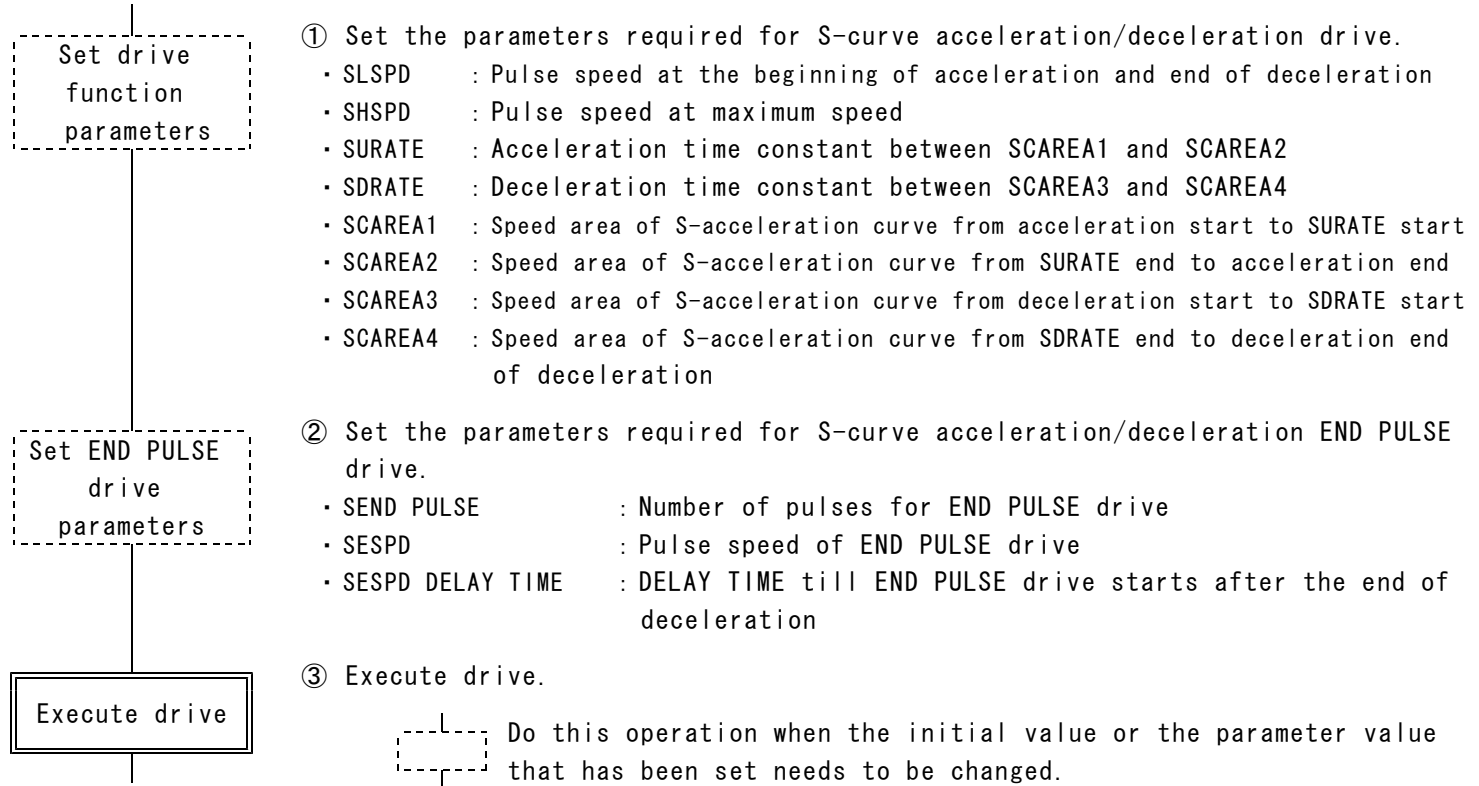 Set drive
function
parameters
① Set the parameters required for S-curve acceleration/deceleration drive.
・SLSPD : Pulse speed at the beginning of acceleration and end of deceleration
・SHSPD : Pulse speed at maximum speed
・SURATE : Acceleration time constant between SCAREA1 and SCAREA2
・SDRATE : Deceleration time constant between SCAREA3 and SCAREA4
・SCAREA1 : Speed area of S-acceleration curve from acceleration start to SURATE start
・SCAREA2 : Speed area of S-acceleration curve from SURATE end to acceleration end
・SCAREA3 : Speed area of S-acceleration curve from deceleration start to SDRATE start
・SCAREA4 : Speed area of S-acceleration curve from SDRATE end to deceleration end
of deceleration
Set END PULSE
drive
parameters
② Set the parameters required for S-curve acceleration/deceleration END PULSE
drive.
・SEND PULSE : Number of pulses for END PULSE drive
・SESPD : Pulse speed of END PULSE drive
・SESPD DELAY TIME : DELAY TIME till END PULSE drive starts after the end of
deceleration
Execute drive
③ Execute drive.
Do this operation when the initial value or the parameter value
that has been set needs to be changed.